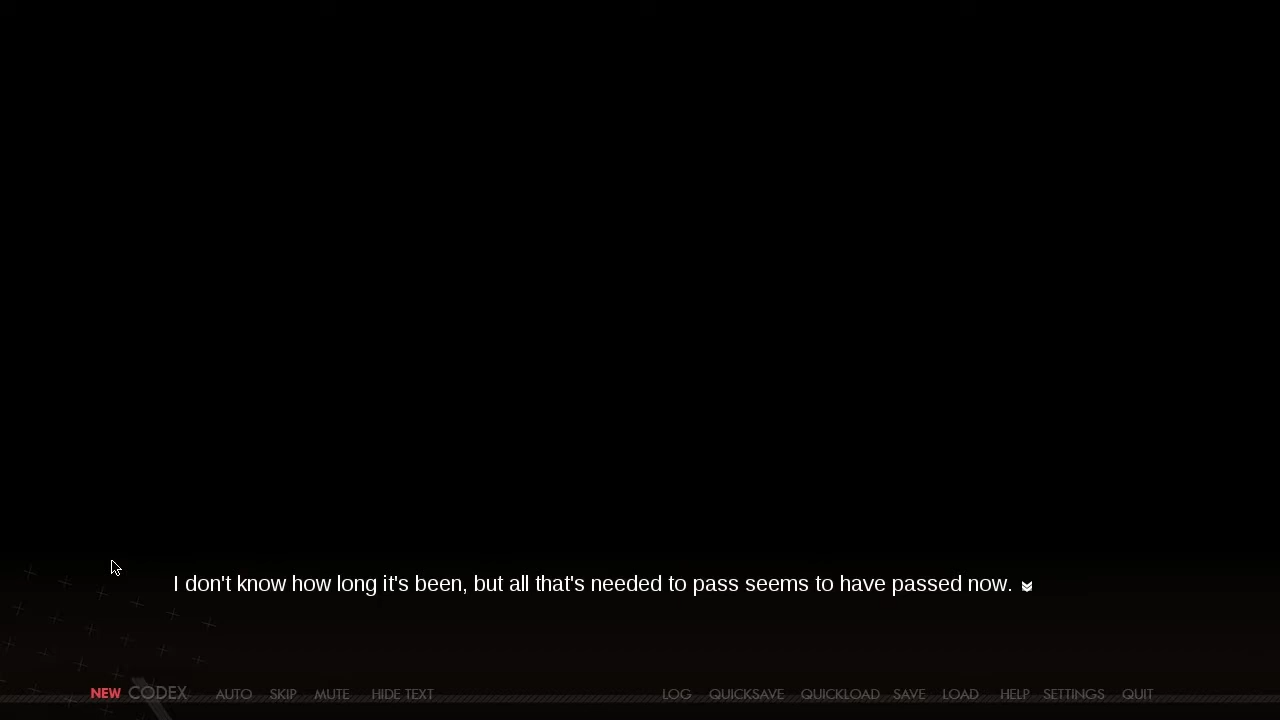 I don't know how long it's been, but all that's needed to pass seems to have passed now.
NEW CODEX AUTO SKIP MUTE HIDE TEXT LOG QUICKSAVE QUICKLOAD SAVE LOAD HELP SETTINGS QUIT